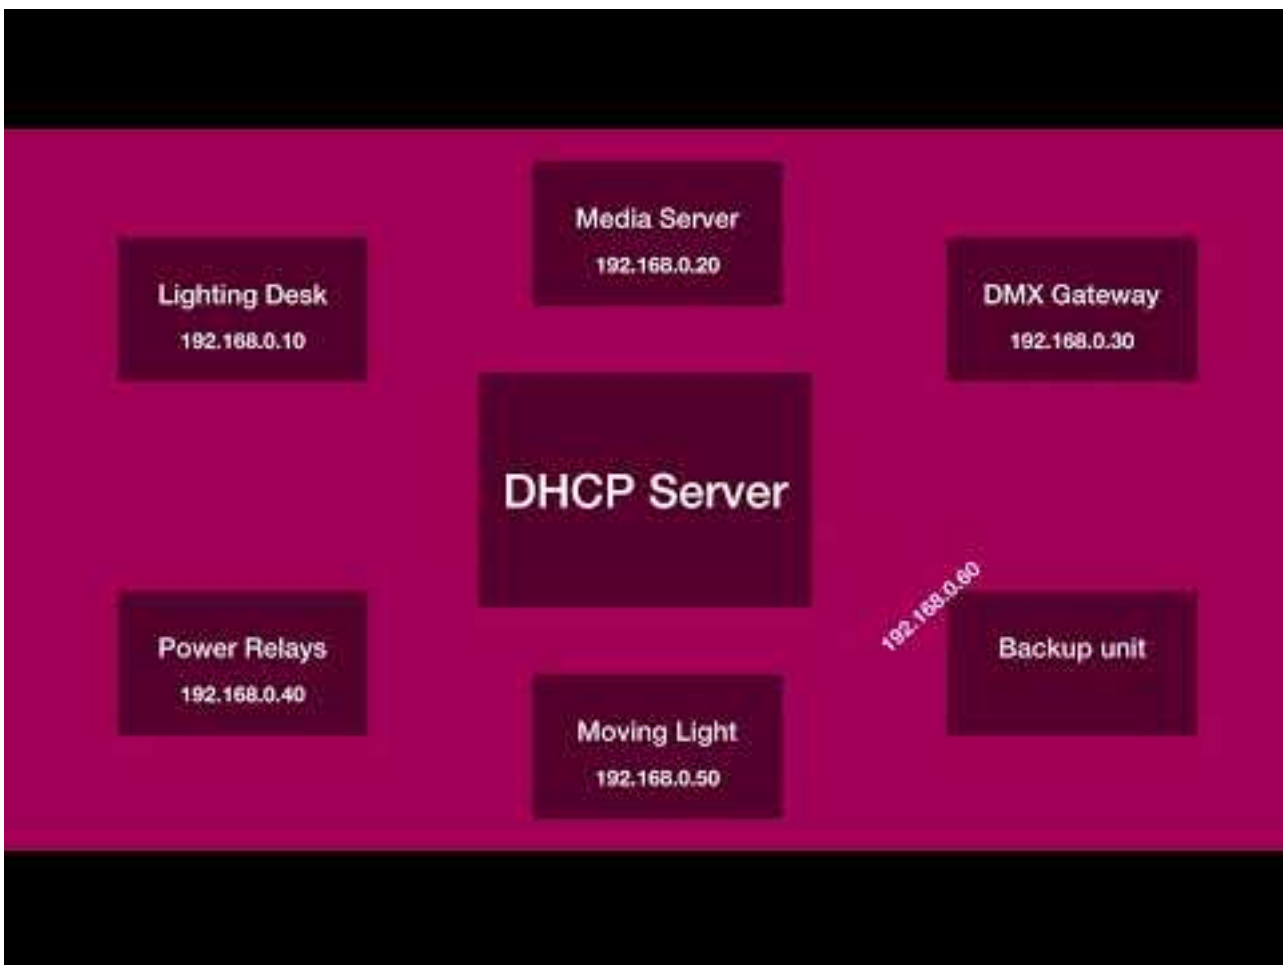 Media Server
192.168.0.20
Lighting Desk
192.168.0.10
DMX Gateway
192.168.0.30
DHCP Server
192.168.0.60
Power Relays
192.168.0.40
Backup unit
Moving Light
192.168.0.50